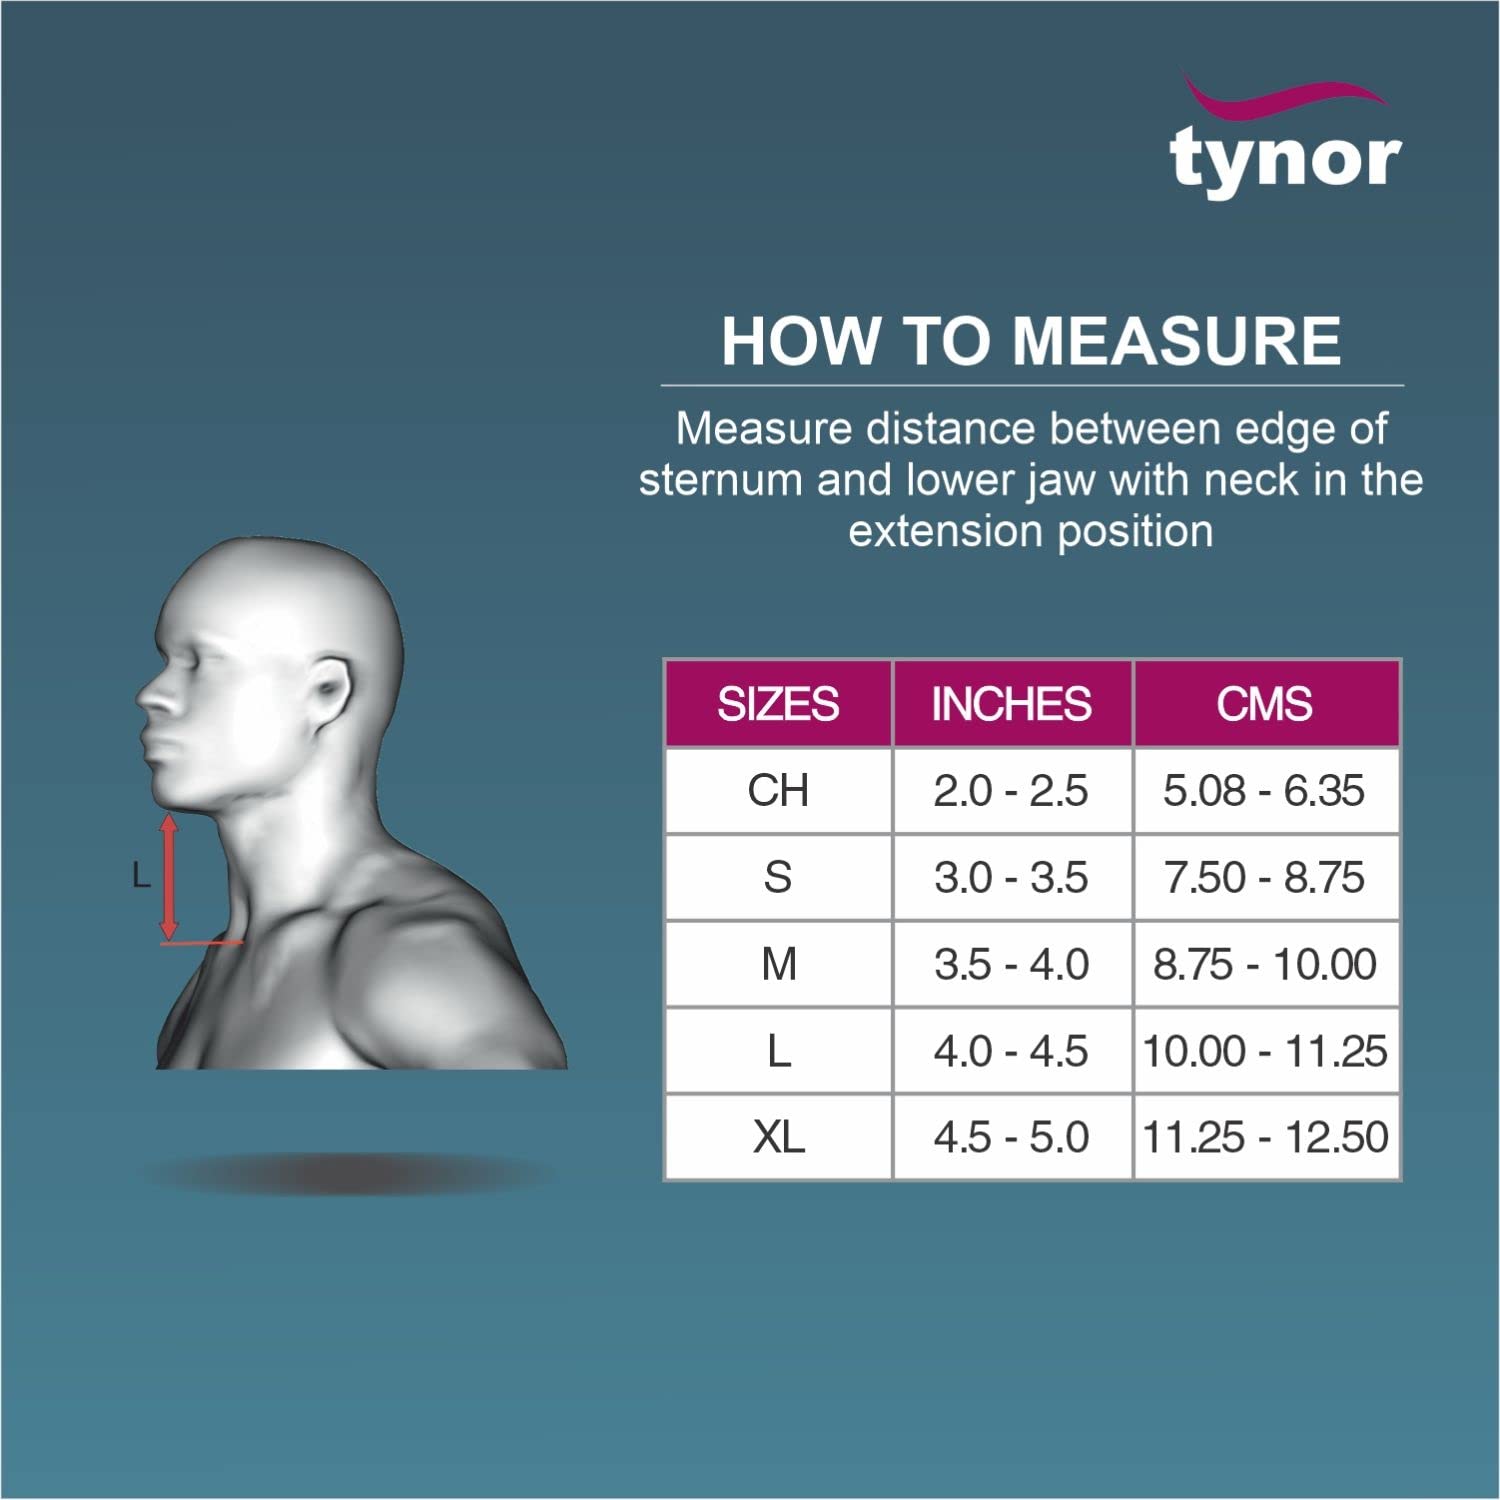 tynor
HOW TO MEASURE
Measure distance between edge of
sternum and lower jaw with neck in the
extension position
L
SIZES INCHES CMS
CH 2.0 - 2.5 5.08 - 6.35
S 3.0 - 3.5 7.50 - 8.75
M 3.5 - 4.0 8.75 - 10.00
L 4.0 - 4.5 10.00 - 11.25
XL 4.5 - 5.0 11.25 - 12.50